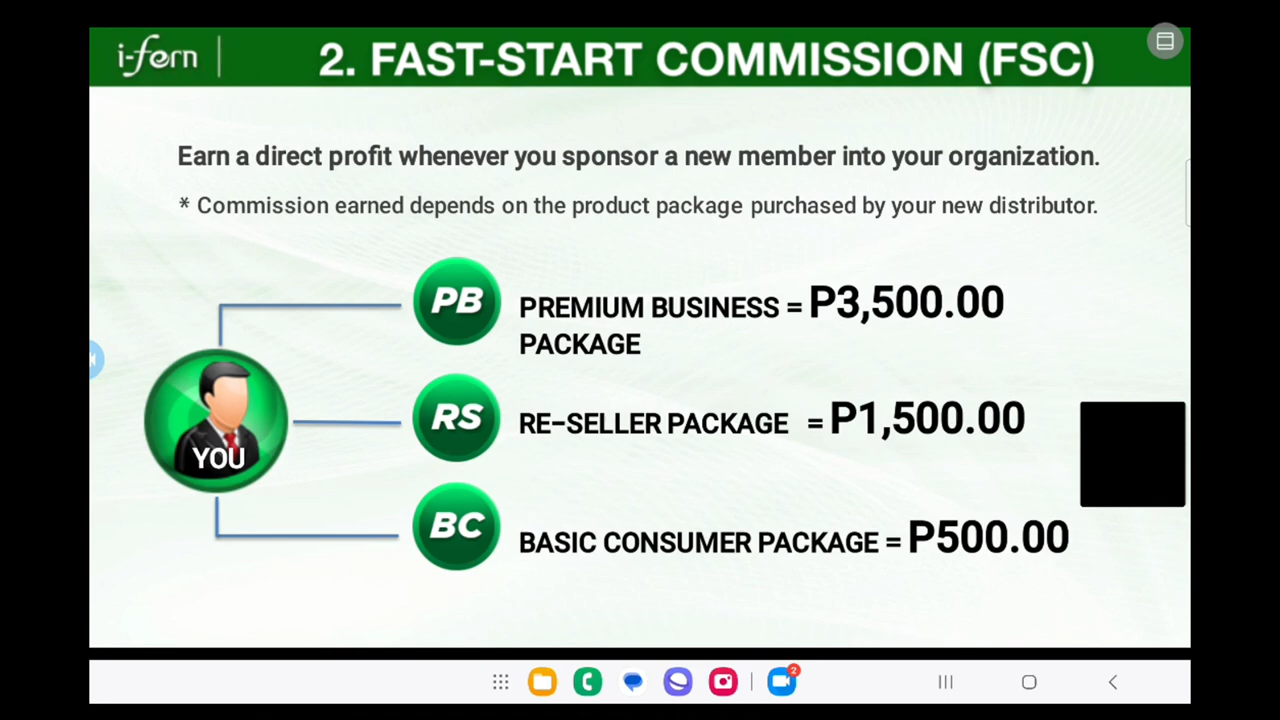 i-fern
2. FAST-START COMMISSION (FSC)
Earn a direct profit whenever you sponsor a new member into your organization.
* Commission earned depends on the product package purchased by your new distributor.
PB
PREMIUM BUSINESS = P3,500.00
PACKAGE
YOU
RS
RE-SELLER PACKAGE = P1,500.00
BC
BASIC CONSUMER PACKAGE = P500.00
2